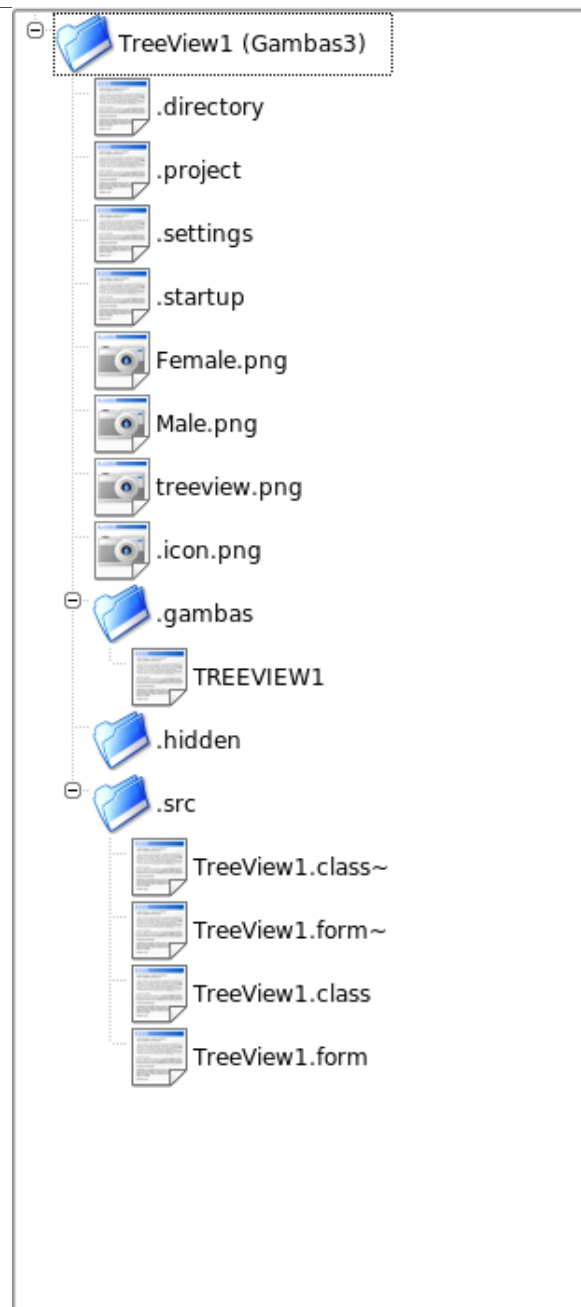 TreeView1 (Gambas3)
.directory
.project
.settings
.startup
Female.png
Male.png
treeview.png
.icon.png
.gambas
TREEVIEW1
.hidden
.src
TreeView1.class~
TreeView1.form~
TreeView1.class
TreeView1.form